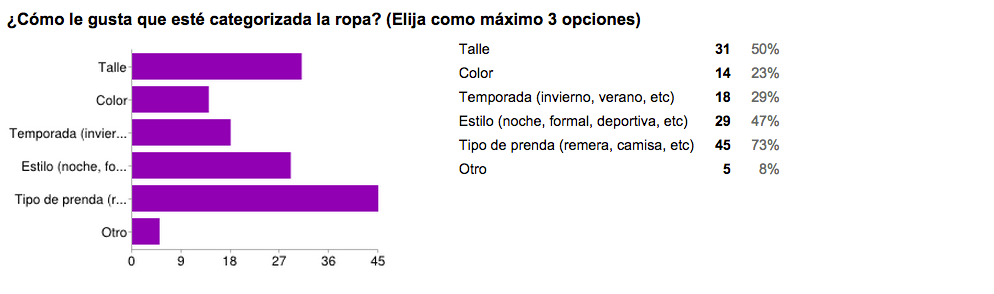 ¿Cómo le gusta que esté categorizada la ropa? (Elija como máximo 3 opciones)
Talle
Color
Temporada (invier...
Estilo (noche, fo...
Tipo de prenda (r...
Otro
0 9 18 27 36 45
Talle 31 50%
Color 14 23%
Temporada (invierno, verano, etc) 18 29%
Estilo (noche, formal, deportiva, etc) 29 47%
Tipo de prenda (remera, camisa, etc) 45 73%
Otro 5 8%